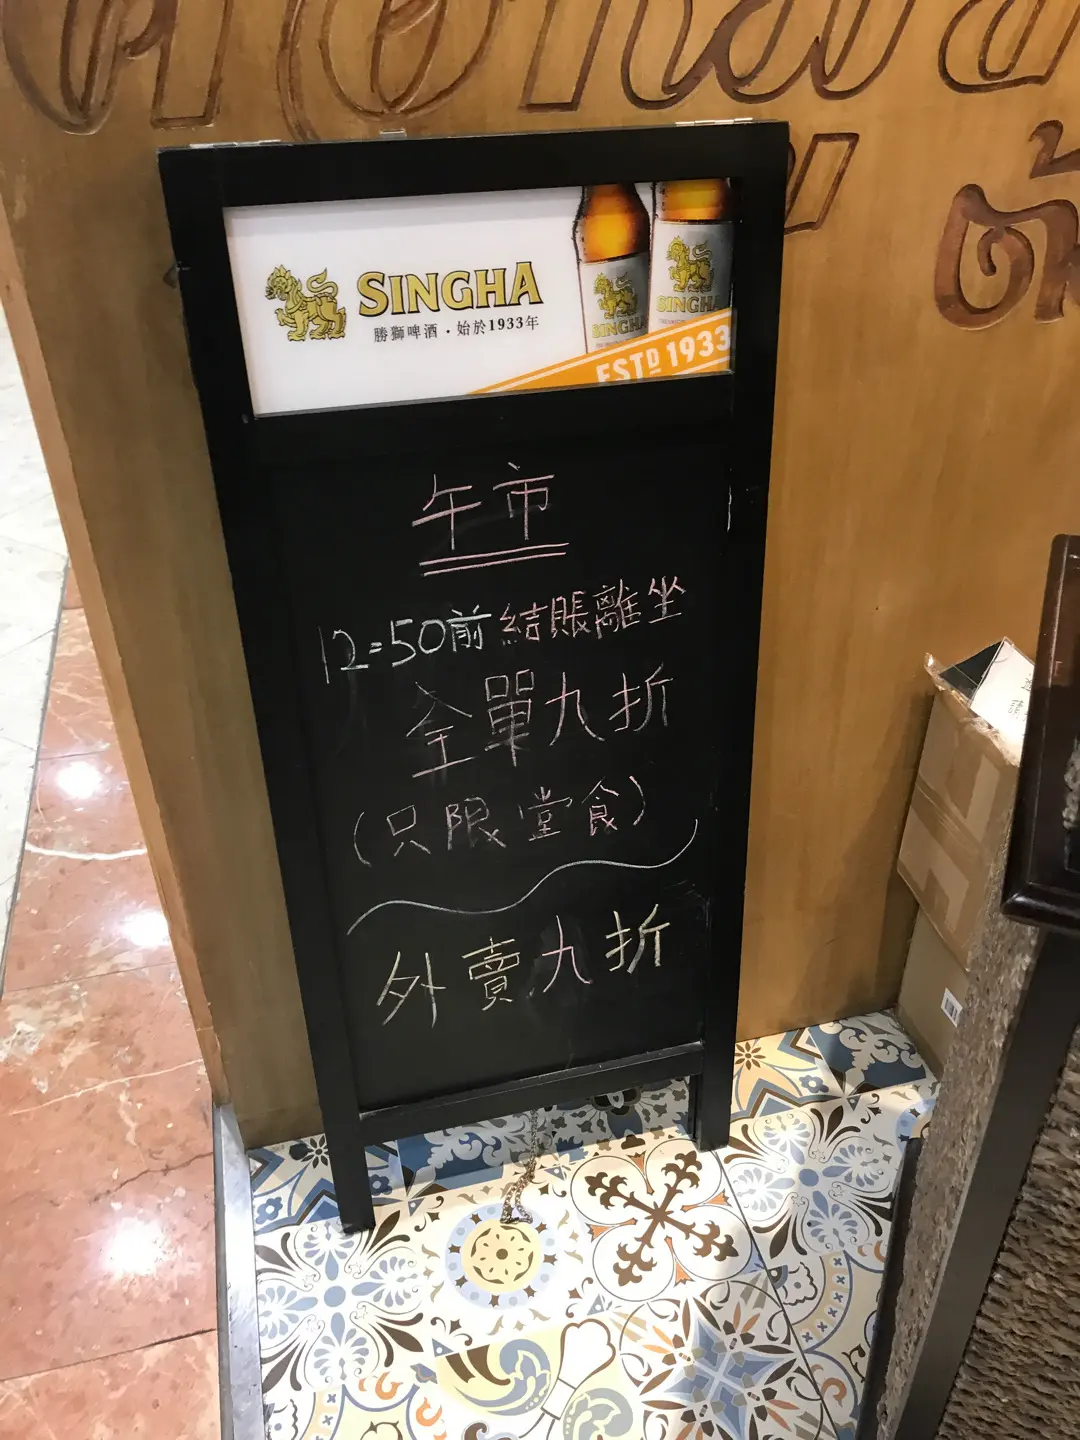 SINGHA
勝獅啤酒・始於1933年
SINGHA
SINGHA
ESTD 1933
午市
12:50前結賬離坐
全單九折
(只限堂食)
外賣九折